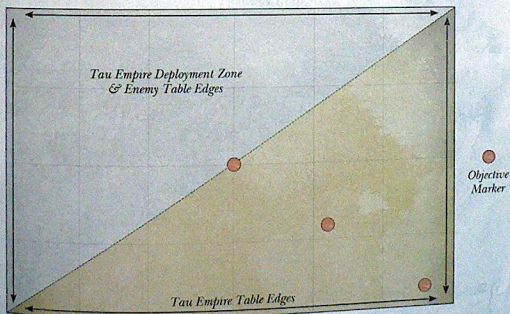 Tau Empire Deployment Zone
& Enemy Table Edges
Objective
Marker
Tau Empire Table Edges